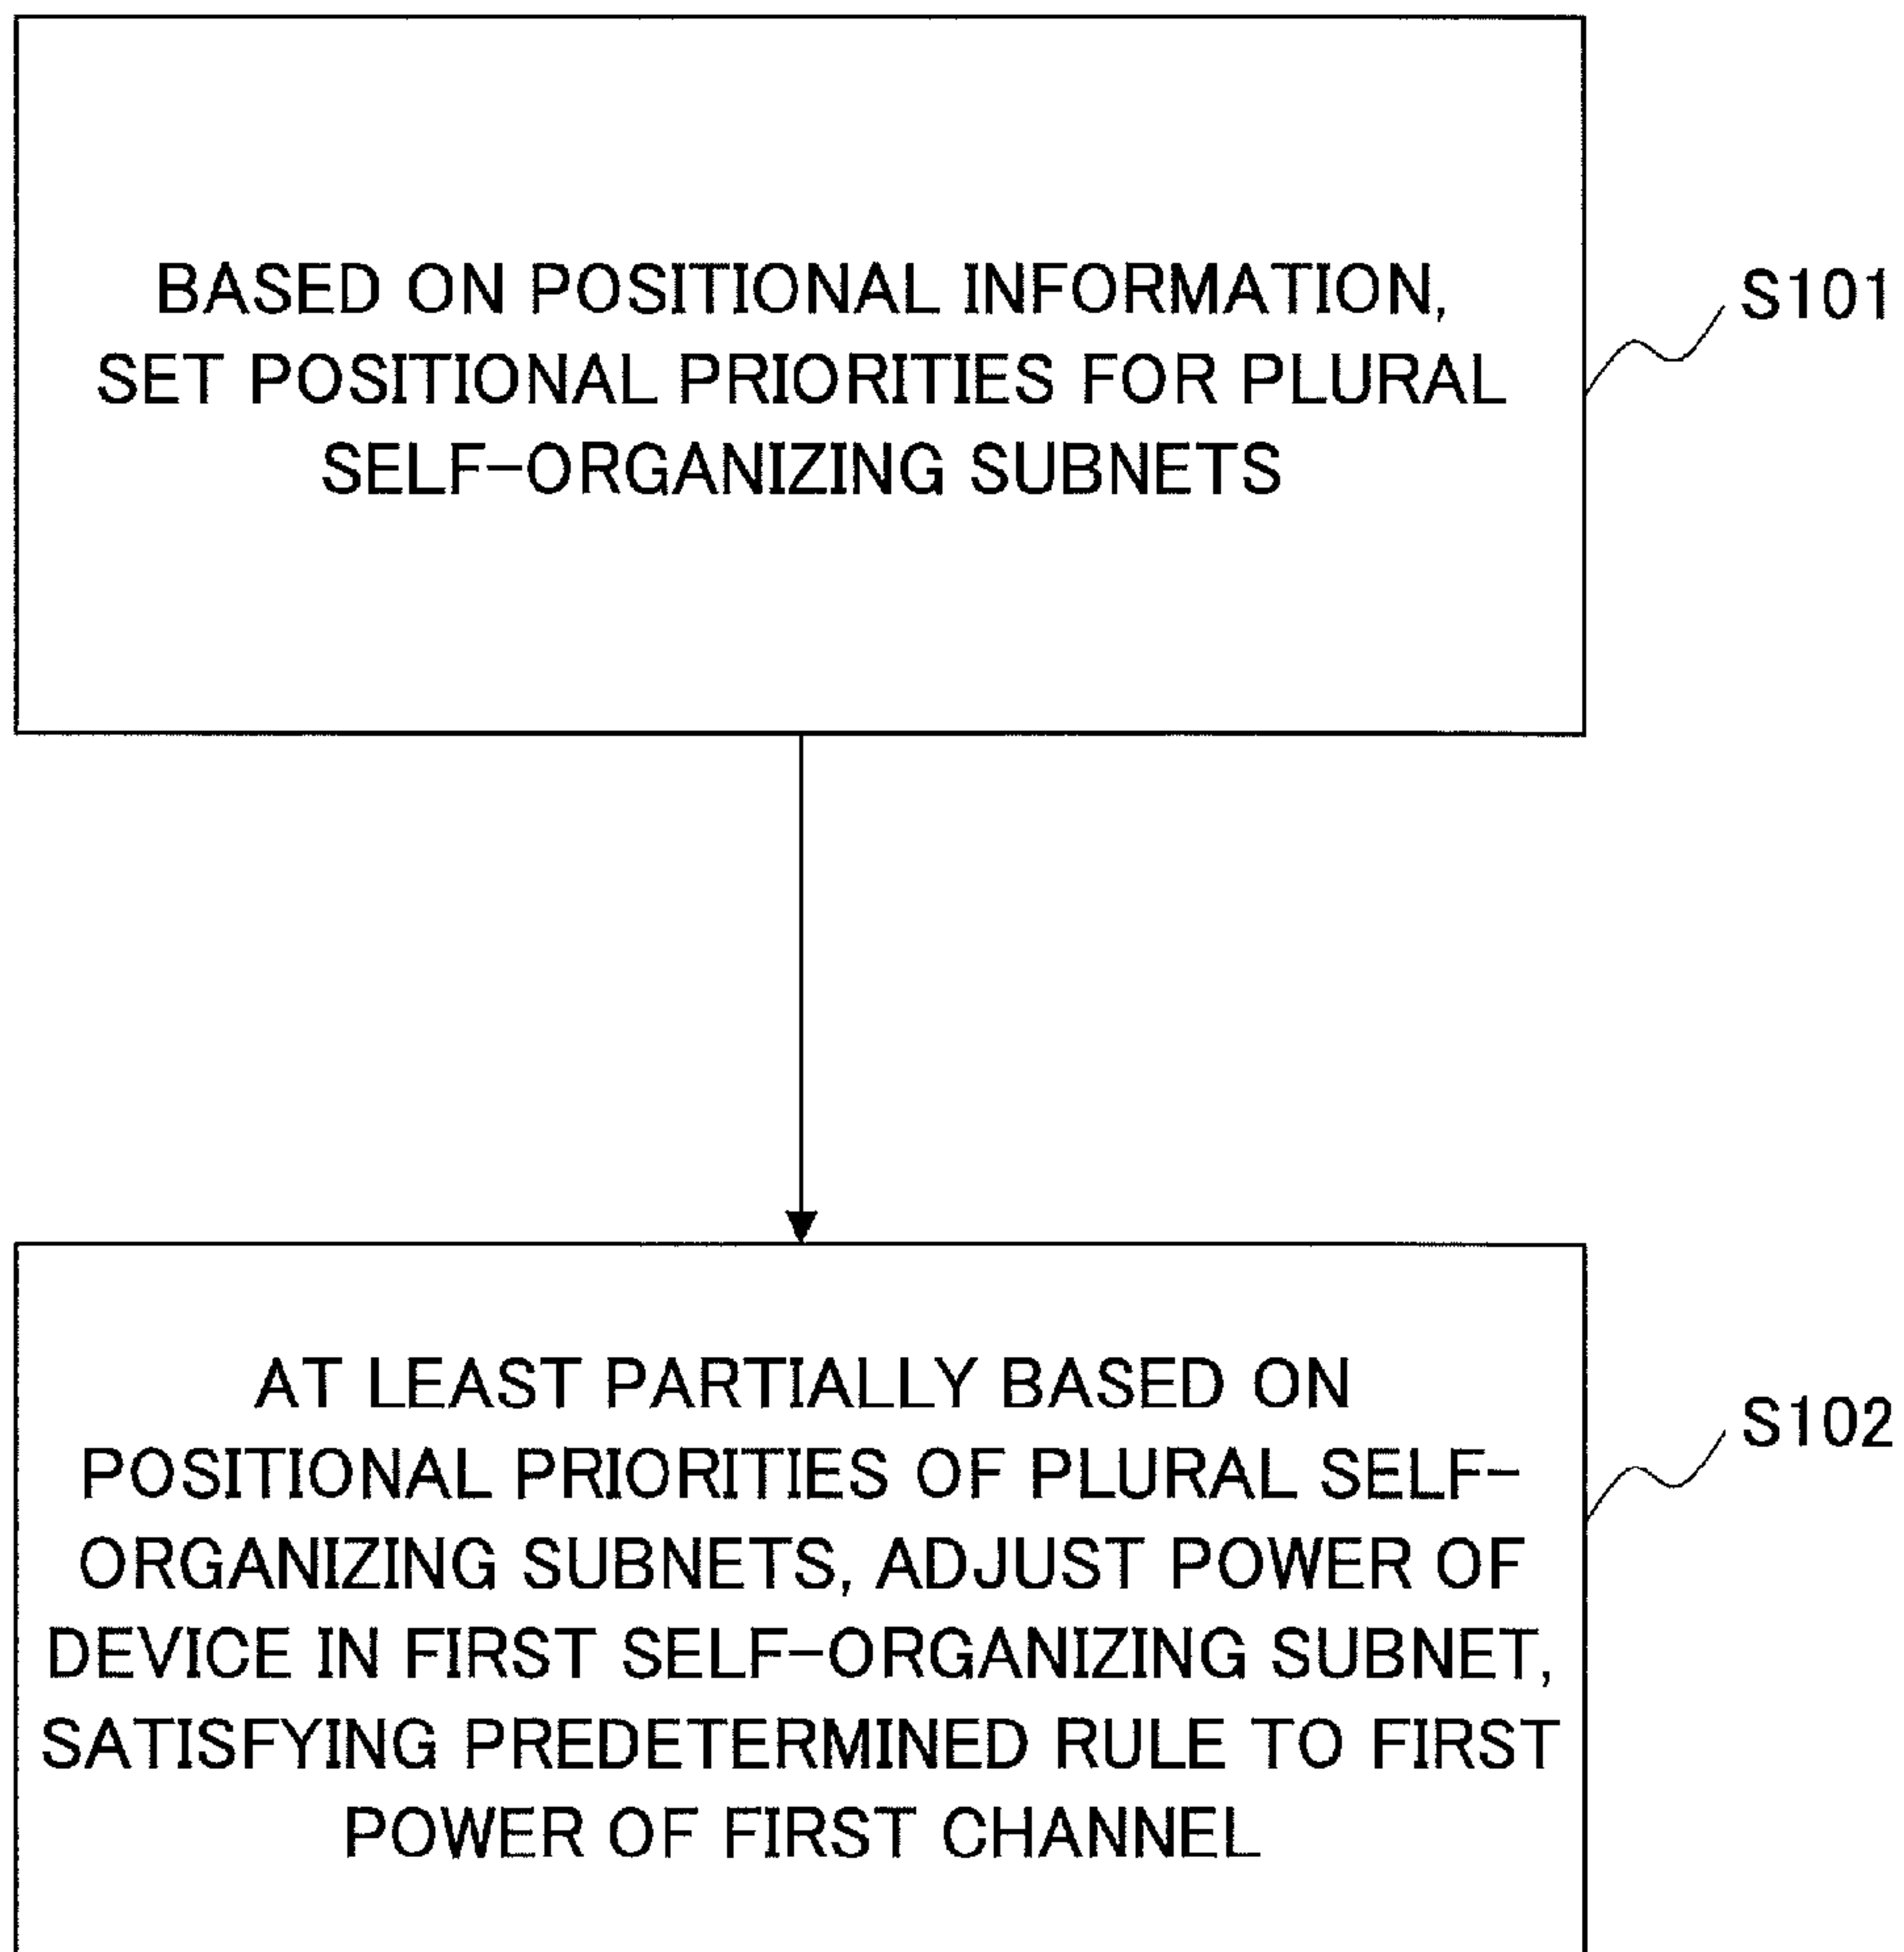 BASED ON POSITIONAL INFORMATION,
SET POSITIONAL PRIORITIES FOR PLURAL
SELF-ORGANIZING SUBNETS
S101
AT LEAST PARTIALLY BASED ON
POSITIONAL PRIORITIES OF PLURAL SELF-
ORGANIZING SUBNETS, ADJUST POWER OF
DEVICE IN FIRST SELF-ORGANIZING SUBNET,
SATISFYING PREDETERMINED RULE TO FIRST
POWER OF FIRST CHANNEL
S102